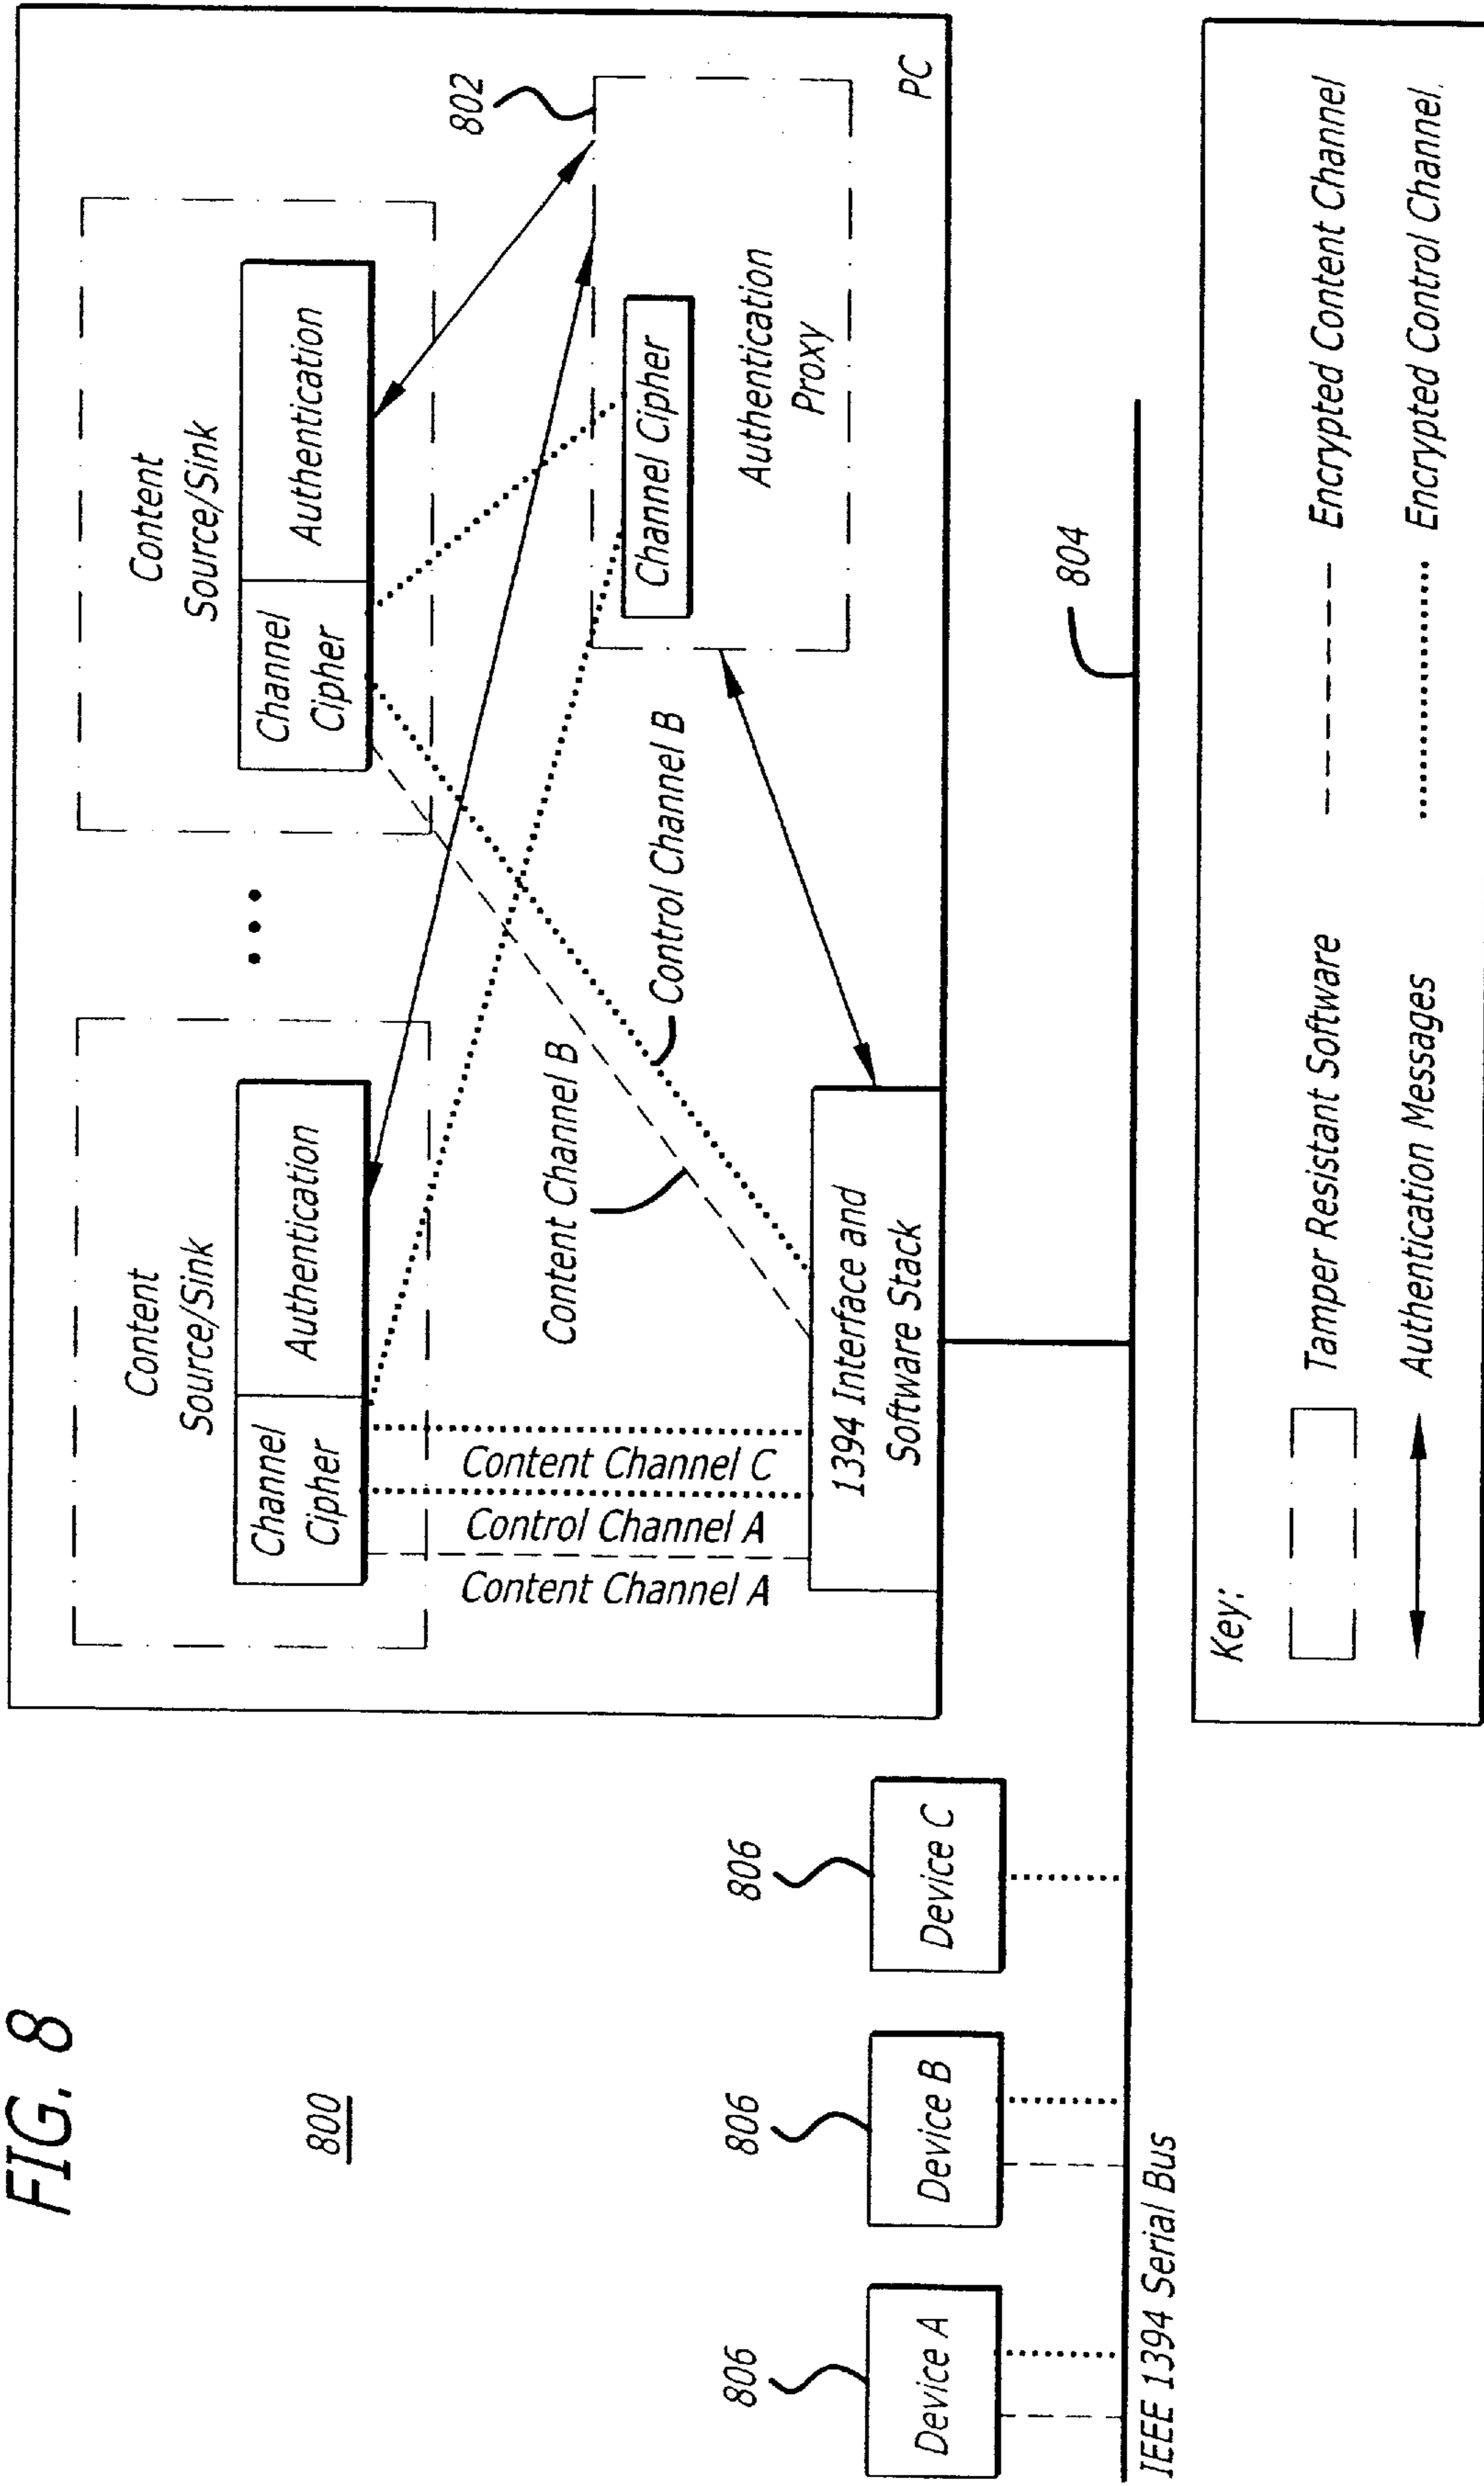 FIG. 8
800
Content
Source/Sink
Channel
Cipher
Authentication
Content
Source/Sink
Channel
Cipher
Authentication
802
Content Channel C
Control Channel A
Content Channel A
Content Channel B
Control Channel B
Channel Cipher
Authentication
Proxy
1394 Interface and
Software Stack
PC
806
Device A
806
Device B
806
Device C
804
IEEE 1394 Serial Bus
Key:
Tamper Resistant Software
Encrypted Content Channel
Authentication Messages
Encrypted Control Channel.